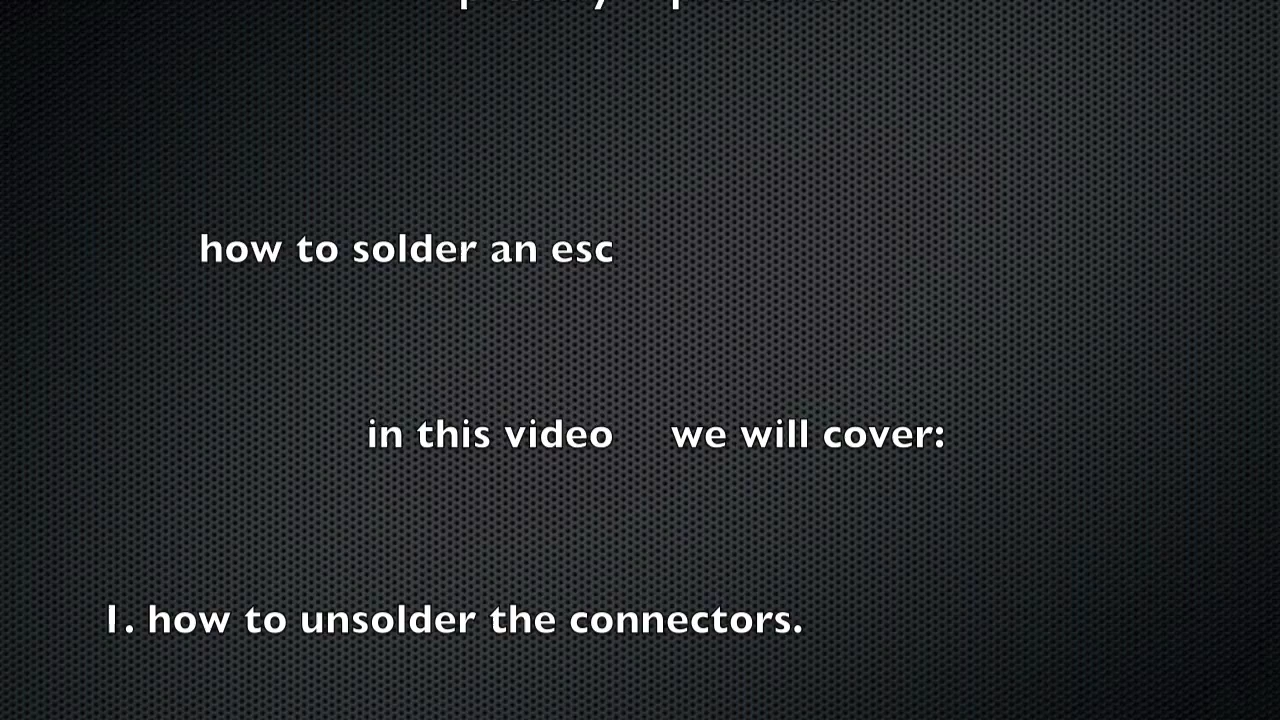 how to solder an esc
in this video we will cover:
1. how to unsolder the connectors.